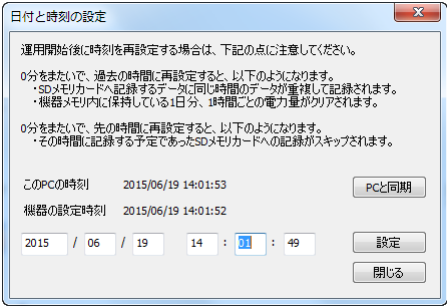 日付と時刻の設定
運用開始後に時刻を再設定する場合は、下記の点に注意してください。
0分をまたいで、過去の時間に再設定すると、以下のようになります。
・SDメモリカードへ記録するデータに同じ時間のデータが重複して記録されます。
・機器メモリ内に保持している1日分、1時間ごとの電力量がクリアされます。
0分をまたいで、先の時間に再設定すると、以下のようになります。
・その時間に記録する予定であったSDメモリカードへの記録がスキップされます。
このPCの時刻 2015/06/19 14:01:53 PCと同期
機器の設定時刻 2015/06/19 14:01:52
2015 / 06 / 19 14 : 01 : 49 設定
閉じる